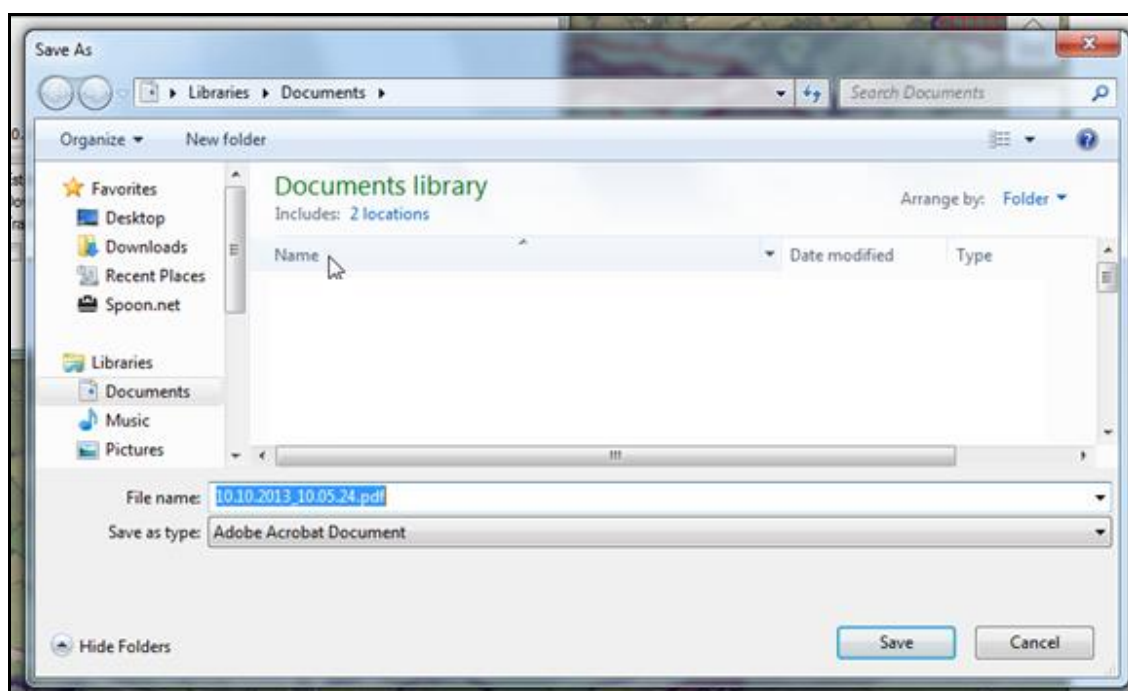 Save As
Libraries Documents
Search Documents
Organize New folder
Favorites
Desktop
Downloads
Recent Places
Spoon.net
Libraries
Documents
Music
Pictures
Documents library
Includes: 2 locations
Arrange by: Folder
Name Date modified Type
File name: 10.10.2013_10.05.24.pdf
Save as type: Adobe Acrobat Document
Hide Folders
Save Cancel